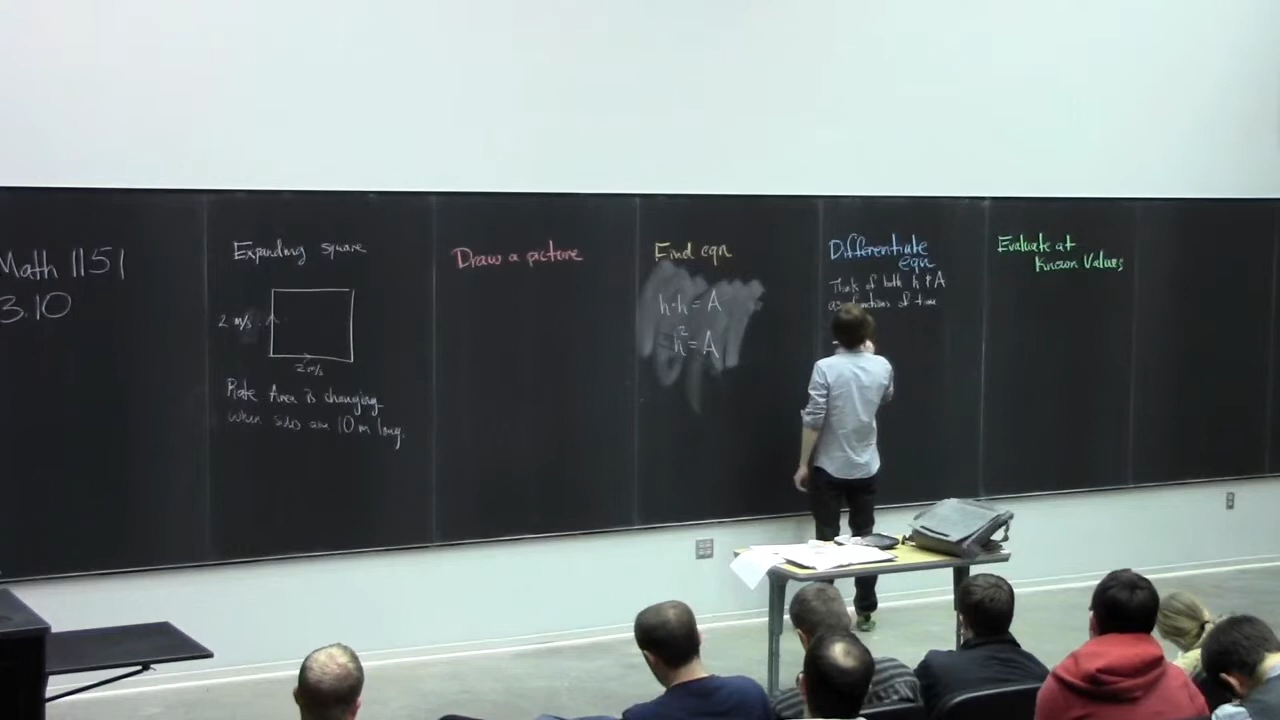 Math 1151
3.10
Expanding square
2 m/s
2 m/s
Rate Area is changing
when sides are 10 m long.
Draw a picture
Find eqn
h·h = A
h² = A
Differentiate
eqn
Think of both h & A
as functions of time
Evaluate at
Known Values